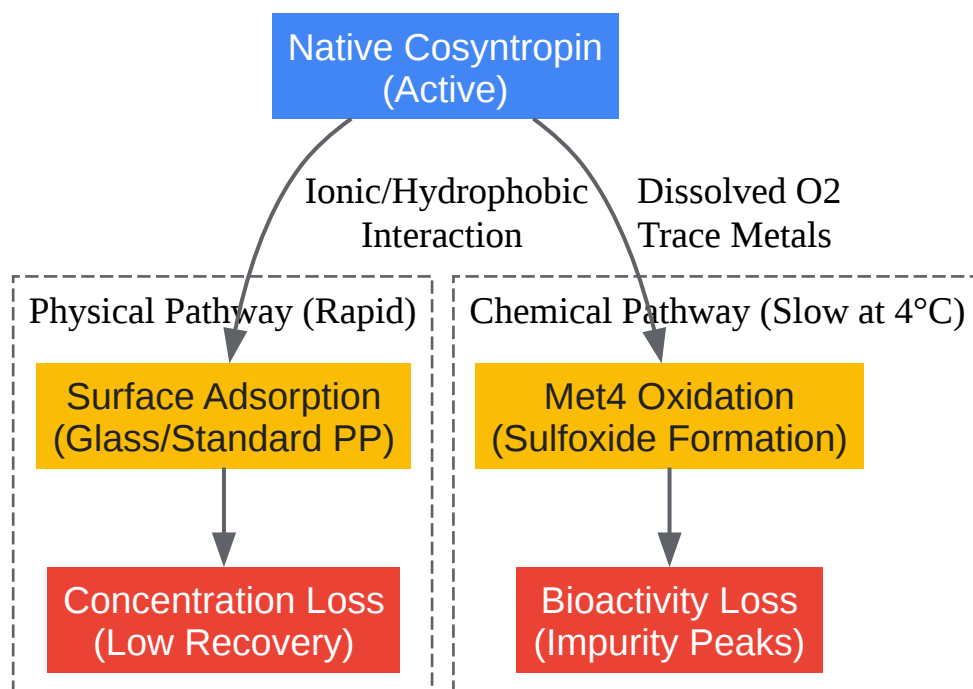 Native Cosyntropin
(Active)
Ionic/Hydrophobic
Interaction
Dissolved O2
Trace Metals
Physical Pathway (Rapid)
Surface Adsorption
(Glass/Standard PP)
Concentration Loss
(Low Recovery)
Chemical Pathway (Slow at 4°C)
Met4 Oxidation
(Sulfoxide Formation)
Bioactivity Loss
(Impurity Peaks)